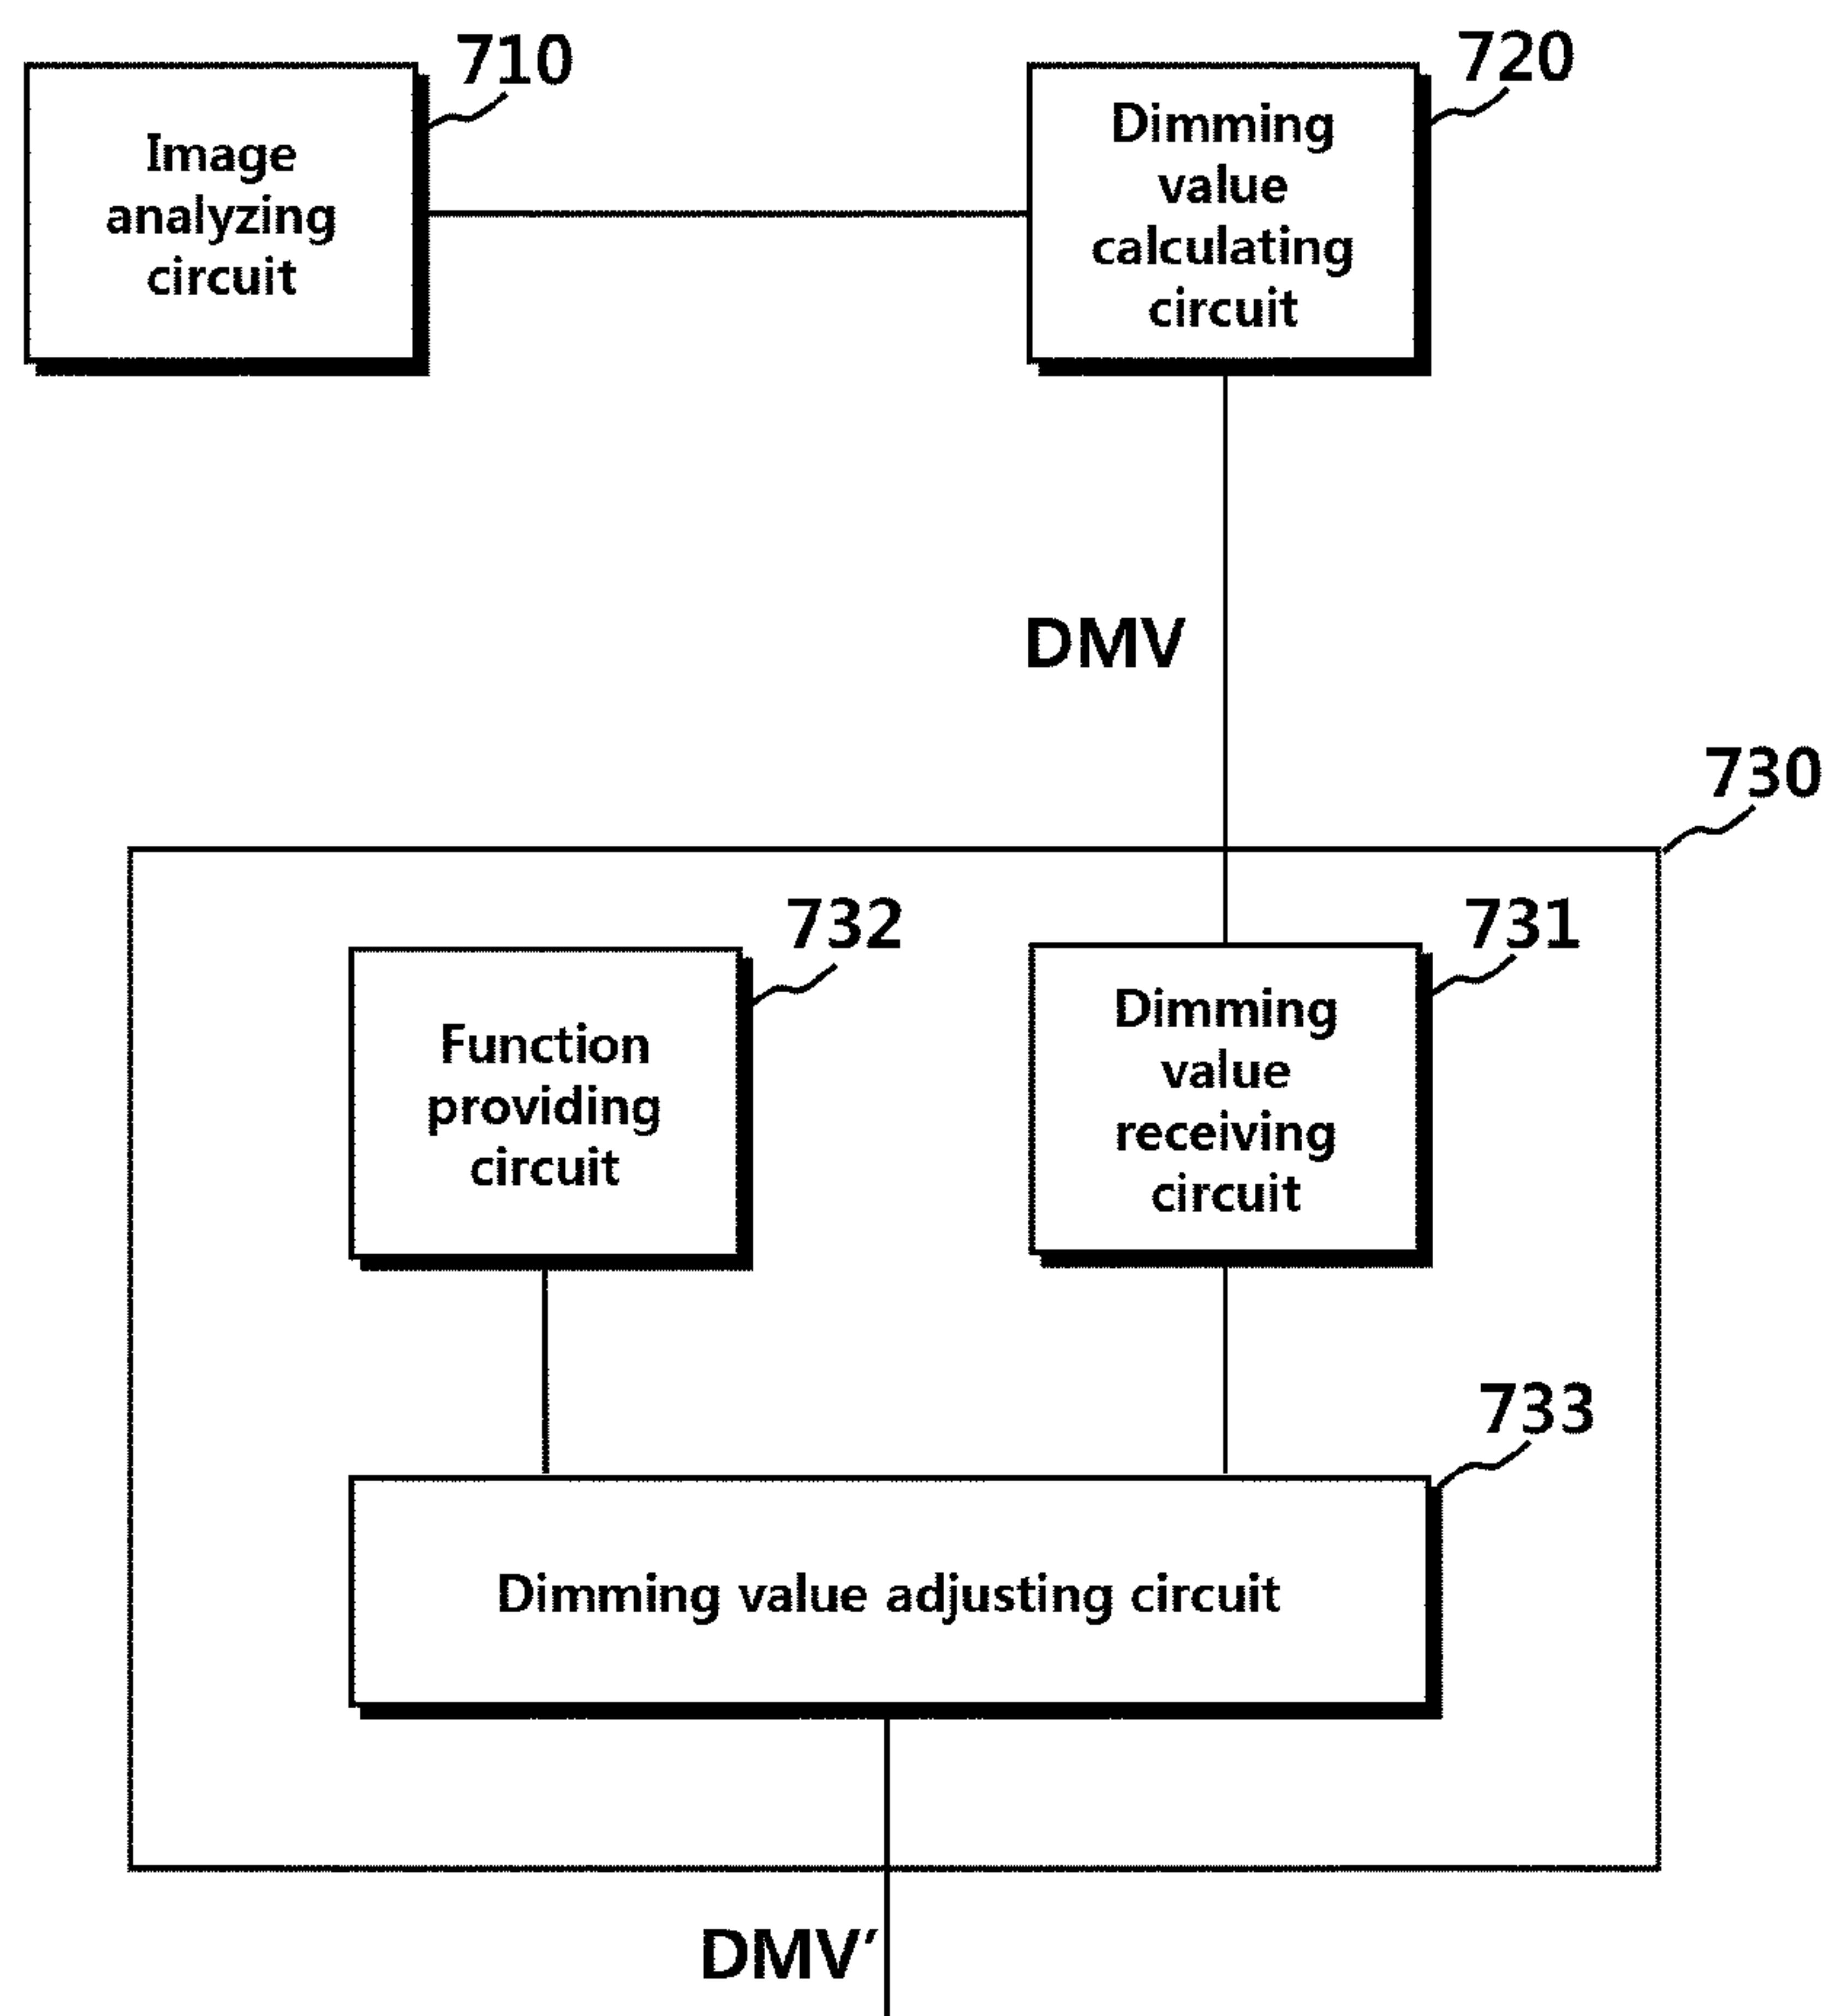 710
Image
analyzing
circuit
720
Dimming
value
calculating
circuit
DMV
730
732
Function
providing
circuit
731
Dimming
value
receiving
circuit
733
Dimming value adjusting circuit
DMV′